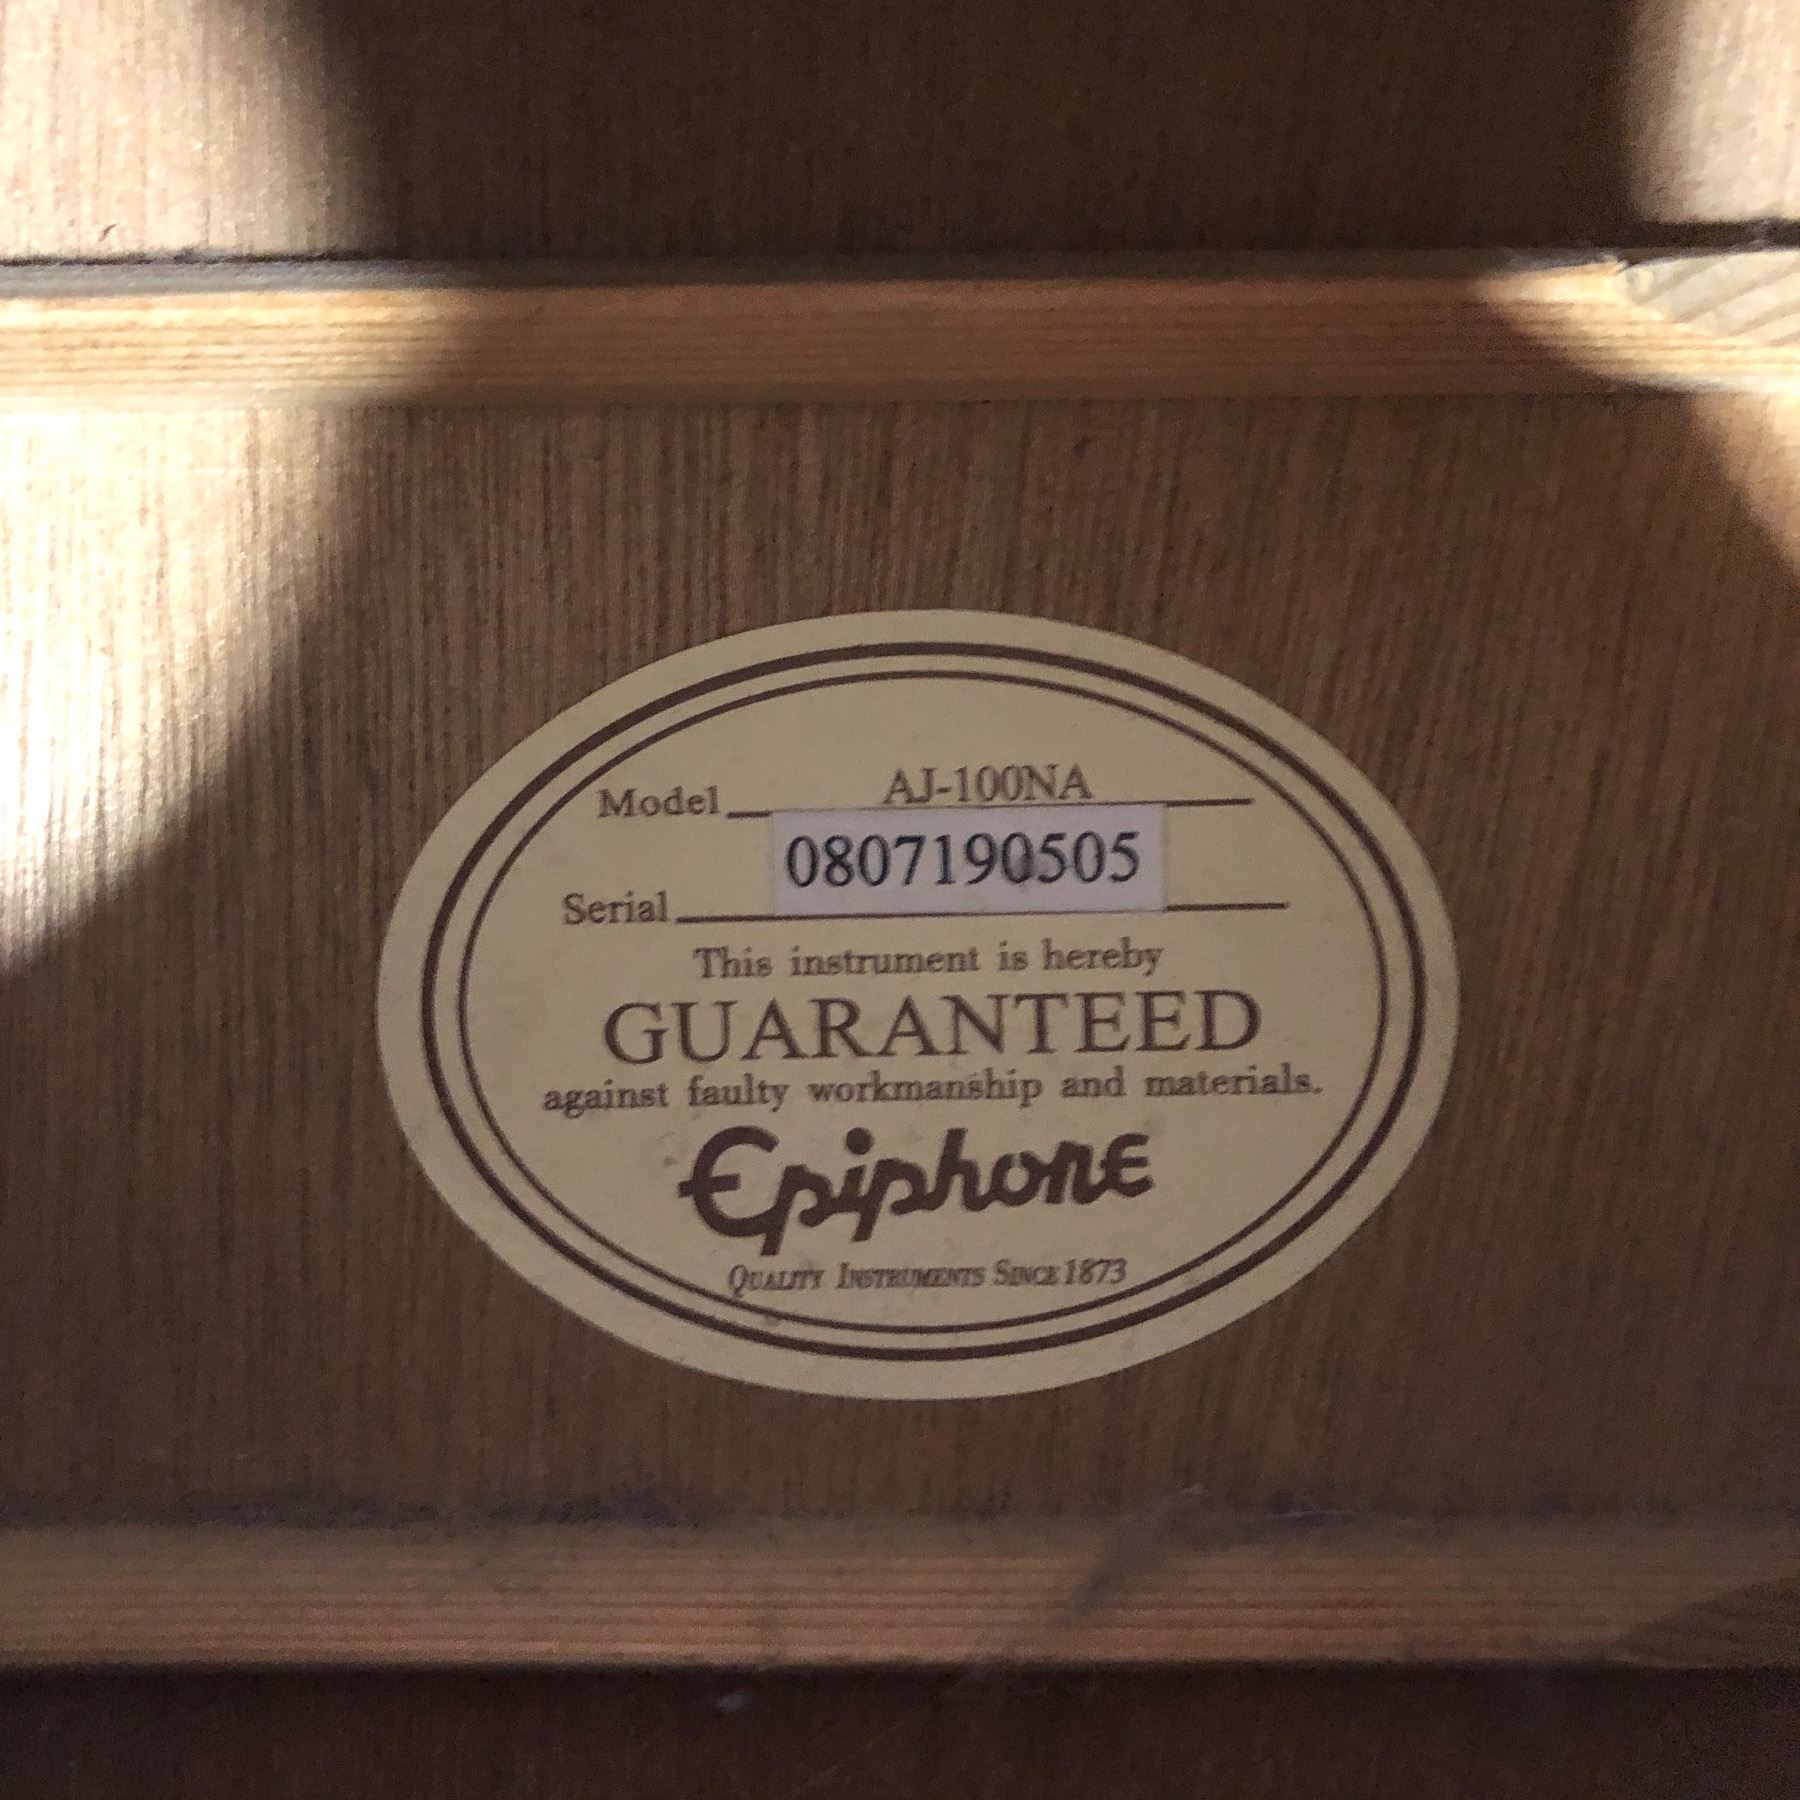 Model AJ-100NA
Serial 0807190505
This instrument is hereby
GUARANTEED
against faulty workmanship and materials.
Epiphone
QUALITY INSTRUMENTS SINCE 1873